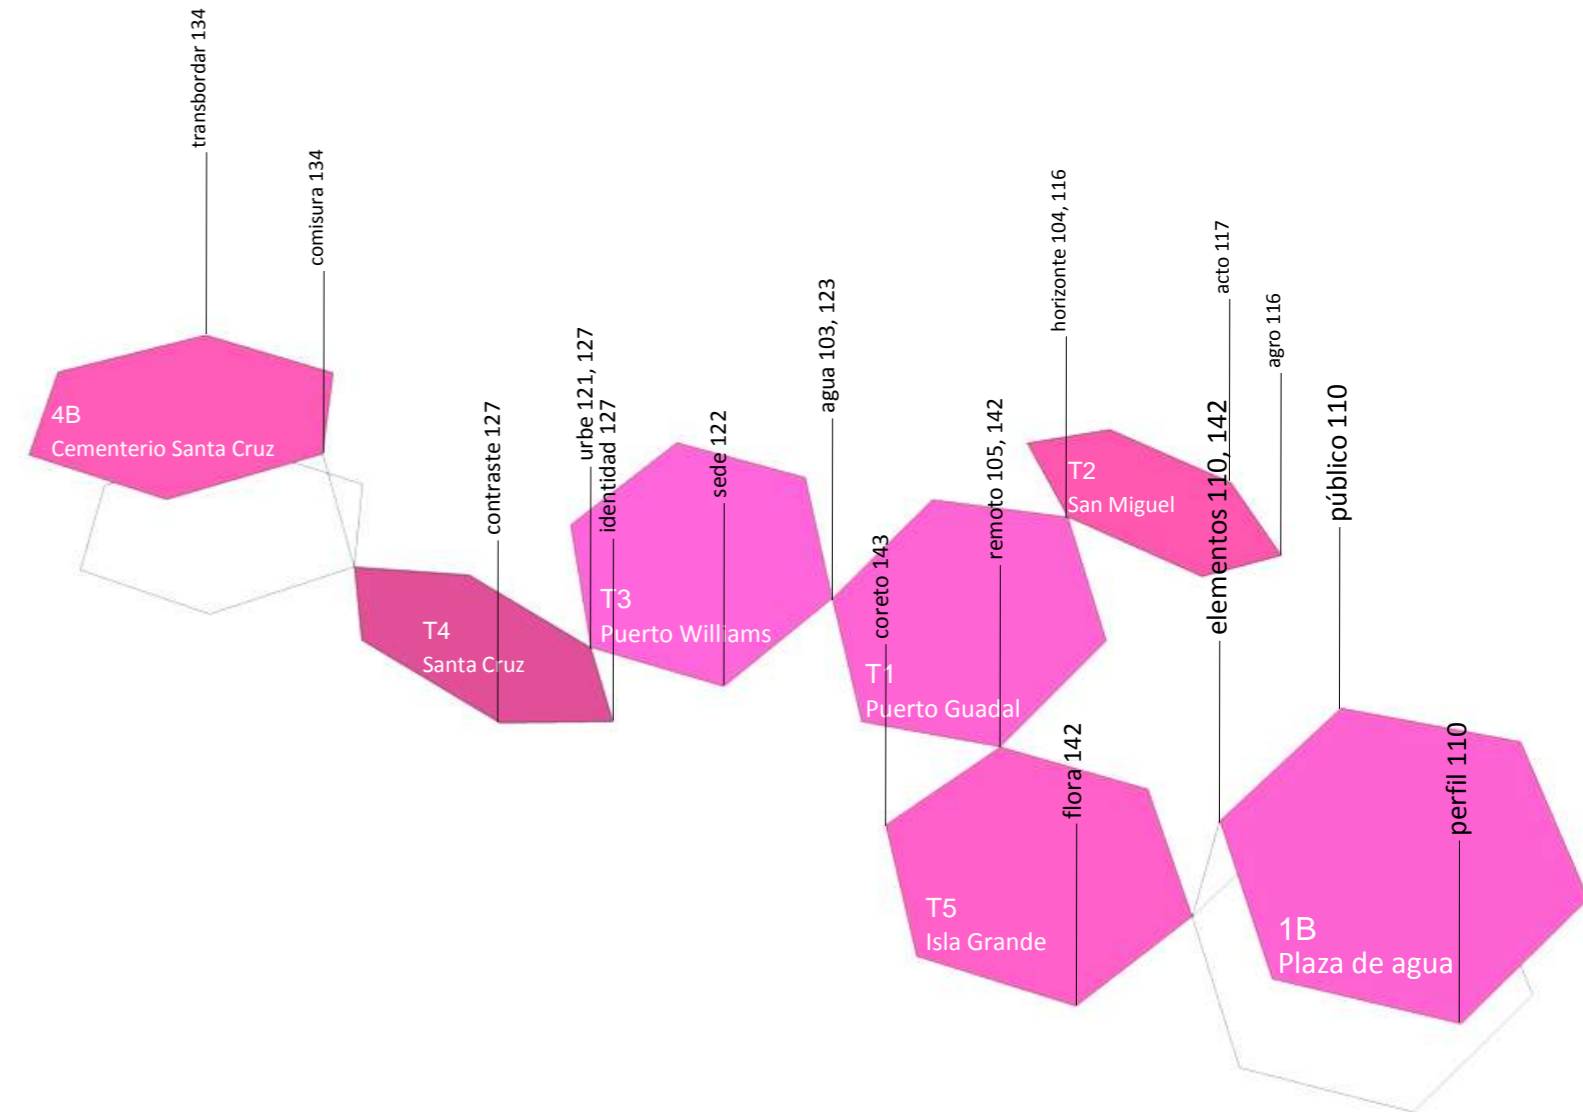 transbordar 134
comisura 134
4B
Cementerio Santa Cruz
contraste 127
urbe 121, 127
identidad 127
T4
Santa Cruz
sede 122
T3
Puerto Williams
agua 103, 123
coreto 143
remoto 105, 142
T1
Puerto Guadal
horizonte 104, 116
T2
San Miguel
acto 117
agro 116
flora 142
T5
Isla Grande
elementos 110, 142
público 110
perfil 110
1B
Plaza de agua